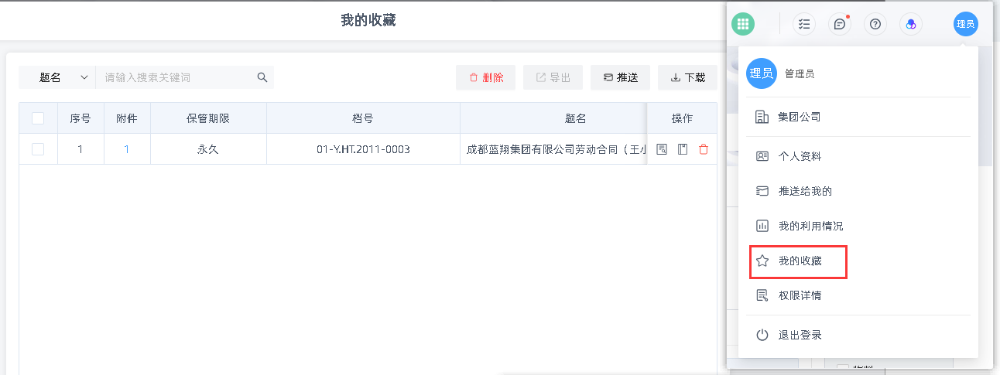 我的收藏
题名 请输入搜索关键词 删除 导出 推送 下载
序号 附件 保管期限 档号 题名 操作
1 1 永久 01-Y.HT.2011-0003 成都蓝翔集团有限公司劳动合同（王小
理员
理员 管理员
集团公司
个人资料
推送给我的
我的利用情况
我的收藏
权限详情
退出登录